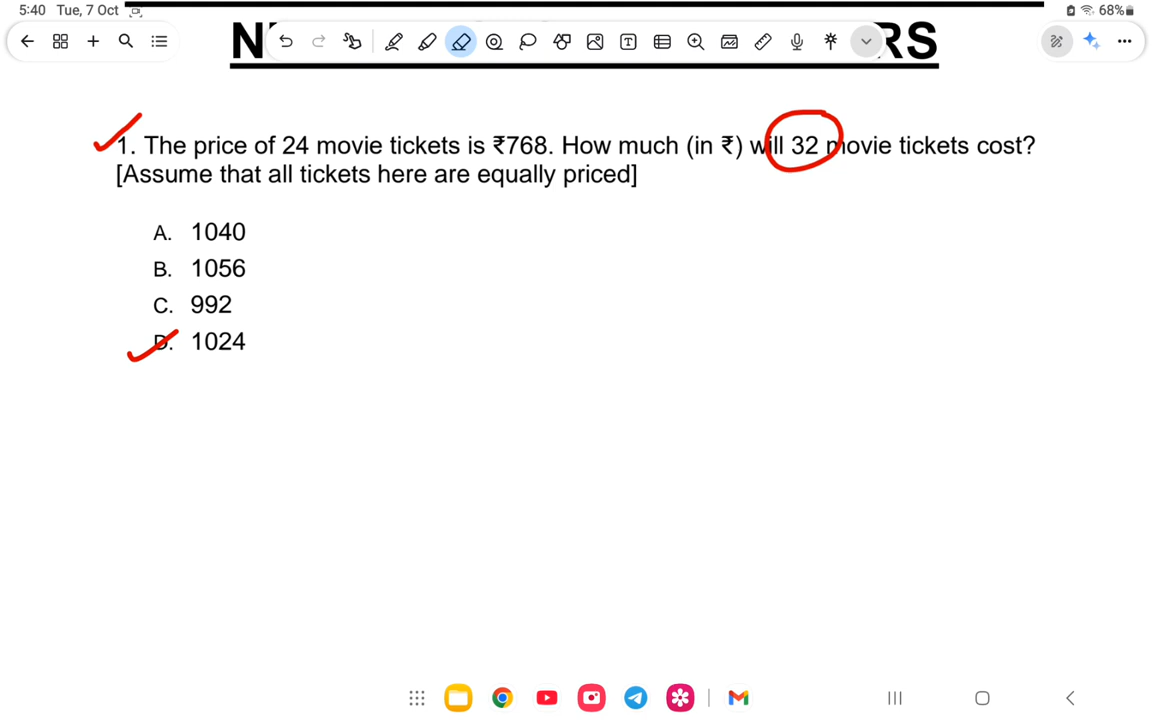 5:40 Tue, 7 Oct 68%
1. The price of 24 movie tickets is ₹768. How much (in ₹) will 32 movie tickets cost?
[Assume that all tickets here are equally priced]
A. 1040
B. 1056
C. 992
D. 1024